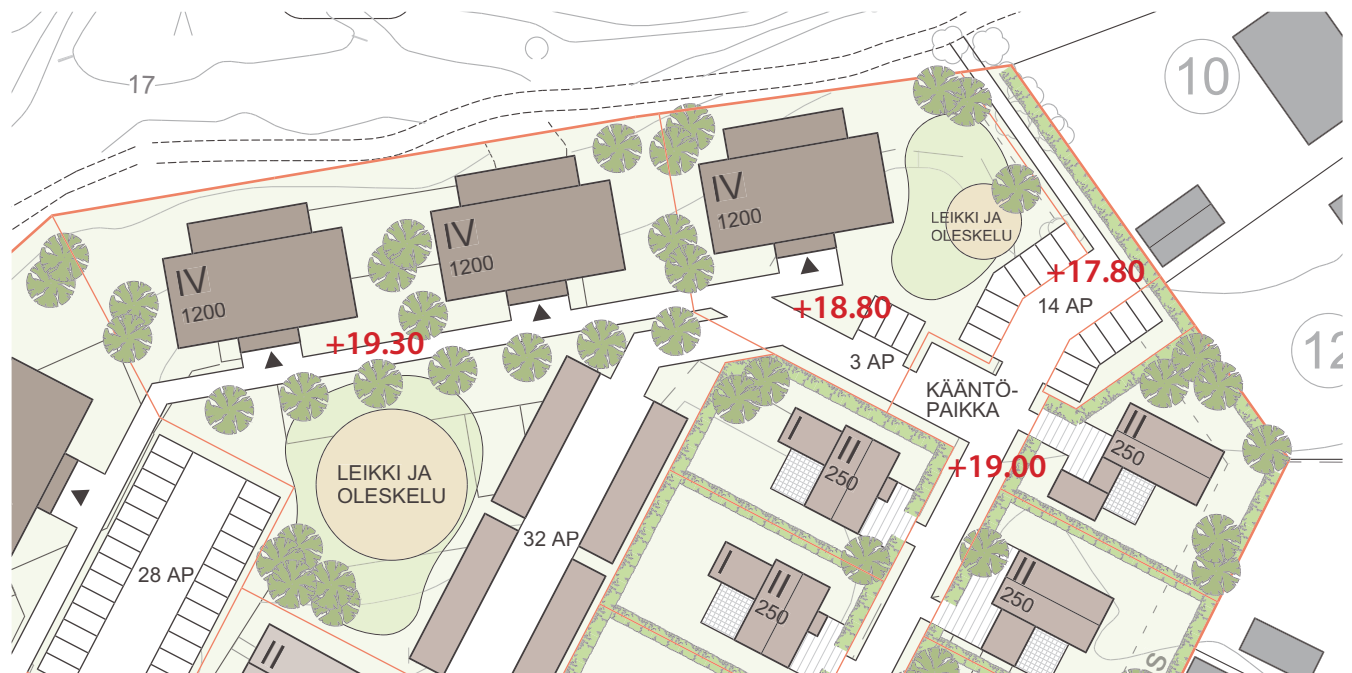 17
10
IV
1200
IV
1200
IV
1200
LEIKKI JA
OLESKELU
+17.80
14 AP
+18.80
+19.30
3 AP
12
KÄÄNTÖ-
PAIKKA
I
II
250
+19.00
II
250
LEIKKI JA
OLESKELU
32 AP
28 AP
I
II
250
II
250
II
S